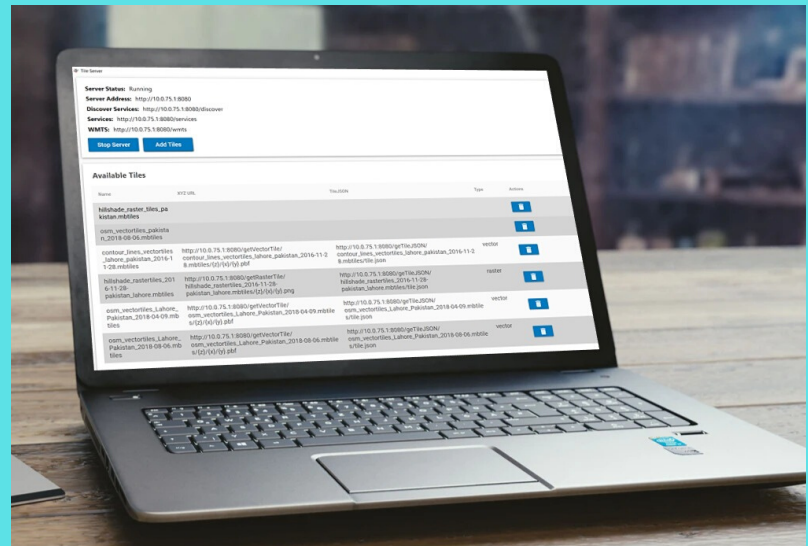 Tile Server
Server Status: Running
Server Address: http://10.0.75.1:8080
Discover Services: http://10.0.75.1:8080/discover
Services: http://10.0.75.1:8080/services
WMTS: http://10.0.75.1:8080/wmts
Stop Server Add Tiles
Available Tiles
Name XYZ URL TileJSON Type Actions
hillshade_raster_tiles_pa
kistan.mbtiles
osm_vectortiles_pakista
n_2018-08-06.mbtiles
contour_lines_vectortiles http://10.0.75.1:8080/getVectorTile/ http://10.0.75.1:8080/geTileJSON/ vector
_lahore_pakistan_2016-1 contour_lines_vectortiles_lahore_pakistan_2016-11-2 contour_lines_vectortiles_lahore_pakistan_2016-11-2
1-28.mbtiles 8.mbtiles/{z}/{x}/{y}.pbf 8.mbtiles/tile.json
hillshade_rastertiles_201 http://10.0.75.1:8080/getRasterTile/ http://10.0.75.1:8080/geTileJSON/ raster
6-11-28- hillshade_rastertiles_2016-11-28- hillshade_rastertiles_2016-11-28-
pakistan_lahore.mbtiles pakistan_lahore.mbtiles/{z}/{x}/{y}.png pakistan_lahore.mbtiles/tile.json
osm_vectortiles_Lahore_ http://10.0.75.1:8080/getVectorTile/ http://10.0.75.1:8080/geTileJSON/ vector
Pakistan_2018-04-09.mb osm_vectortiles_Lahore_Pakistan_2018-04-09.mbtile osm_vectortiles_Lahore_Pakistan_2018-04-09.mbtile
tiles s/{z}/{x}/{y}.pbf s/tile.json
osm_vectortiles_Lahore_ http://10.0.75.1:8080/getVectorTile/ http://10.0.75.1:8080/geTileJSON/ vector
Pakistan_2018-08-06.mb osm_vectortiles_Lahore_Pakistan_2018-08-06.mbtile osm_vectortiles_Lahore_Pakistan_2018-08-06.mbtile
tiles s/{z}/{x}/{y}.pbf s/tile.json